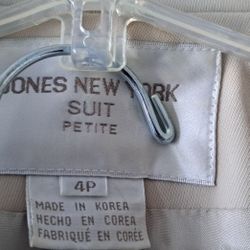 JONES NEW YORK
SUIT
PETITE
4P
MADE IN KOREA
HECHO EN COREA
FABRIQUÉ EN CORÉE